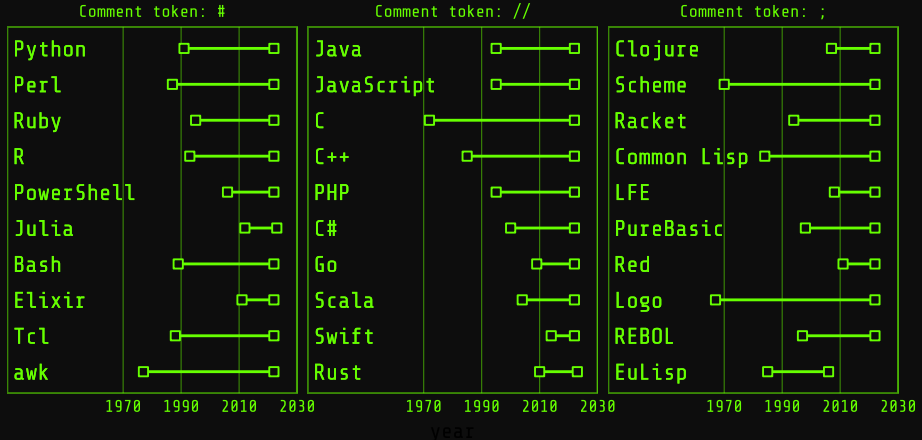 Comment token: #
Python
Perl
Ruby
R
PowerShell
Julia
Bash
Elixir
Tcl
awk
1970 1990 2010 2030
Comment token: //
Java
JavaScript
C
C++
PHP
C#
Go
Scala
Swift
Rust
1970 1990 2010 2030
Comment token: ;
Clojure
Scheme
Racket
Common Lisp
LFE
PureBasic
Red
Logo
REBOL
EuLisp
1970 1990 2010 2030
year